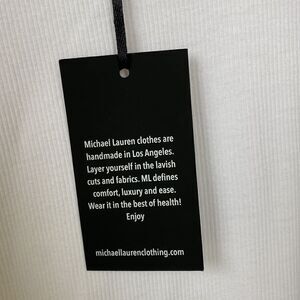 Michael Lauren clothes are
handmade in Los Angeles.
Layer yourself in the lavish
cuts and fabrics. ML defines
comfort, luxury and ease.
Wear it in the best of health!
Enjoy
michaellaurenclothing.com